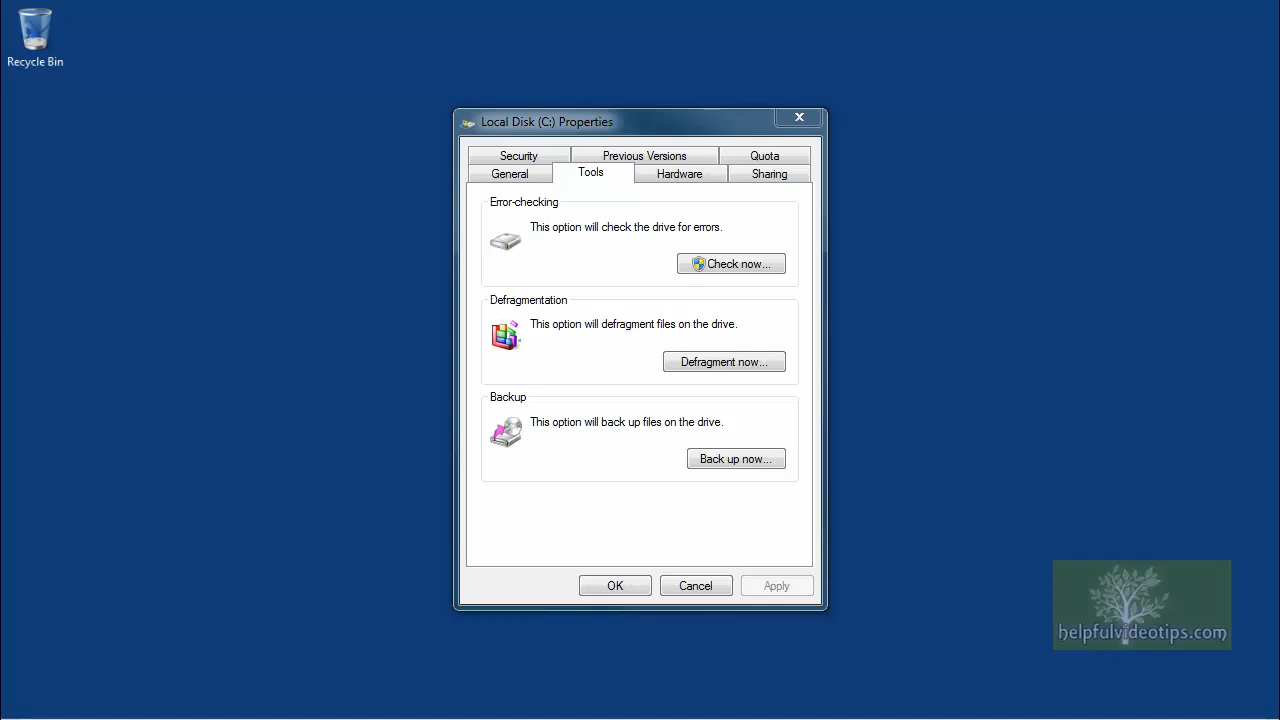 Recycle Bin
Local Disk (C:) Properties
Security Previous Versions Quota
General Tools Hardware Sharing
Error-checking
This option will check the drive for errors.
Check now...
Defragmentation
This option will defragment files on the drive.
Defragment now...
Backup
This option will back up files on the drive.
Back up now...
OK Cancel Apply
helpfulvideotips.com